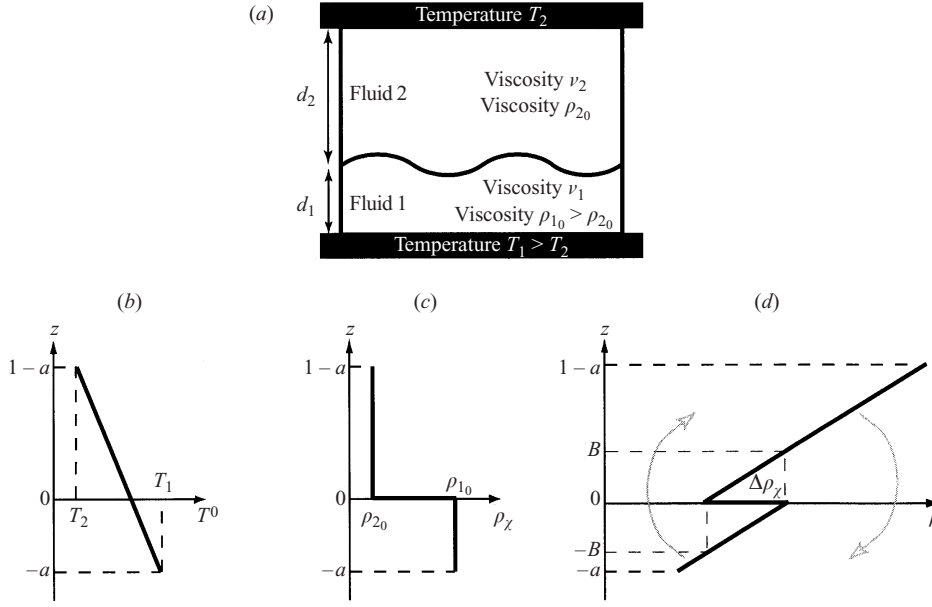 (a)
Temperature T₂
d₂
Fluid 2
Viscosity ν₂
Viscosity ρ₂₀
d₁
Fluid 1
Viscosity ν₁
Viscosity ρ₁₀ > ρ₂₀
Temperature T₁ > T₂
(b)
z
1 – a
0
T₂
T₁
T⁰
–a
(c)
z
1 – a
0
ρ₂₀
ρ₁₀
ρχ
–a
(d)
z
1 – a
B
0
Δρχ
–B
–a